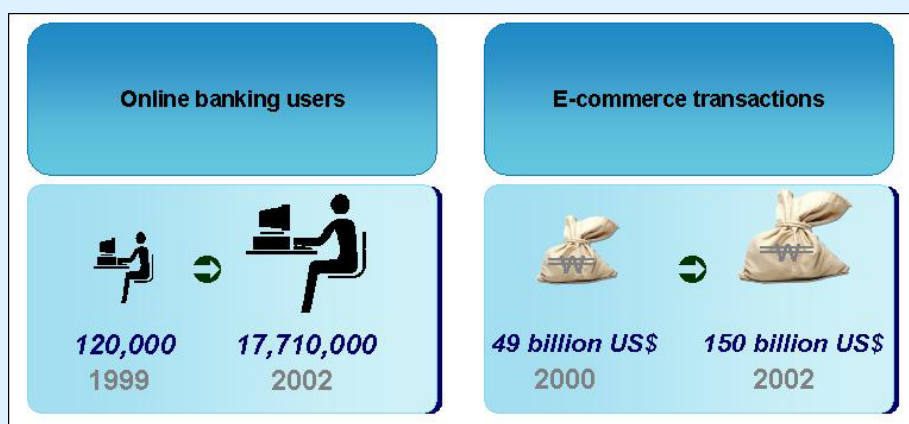 Online banking users
120,000
1999
17,710,000
2002
E-commerce transactions
₩
49 billion US$
2000
₩
150 billion US$
2002